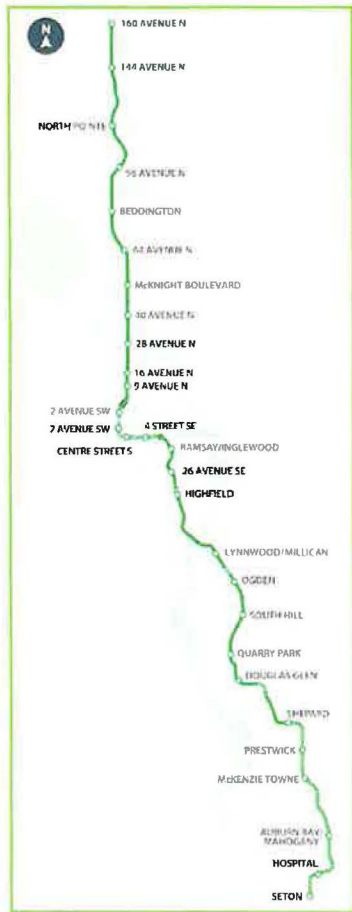 N
160 AVENUE N
144 AVENUE N
NORTH POINTE
96 AVENUE N
BEDDINGTON
64 AVENUE N
McKNIGHT BOULEVARD
40 AVENUE N
28 AVENUE N
16 AVENUE N
9 AVENUE N
2 AVENUE SW
7 AVENUE SW
4 STREET SE
CENTRE STREET S
RAMSAY/INGLEWOOD
26 AVENUE SE
HIGHFIELD
LYNNWOOD/MILLICAN
OGDEN
SOUTH HILL
QUARRY PARK
DOUGLAS GLEN
SHEPARD
PRESTWICK
McKENZIE TOWNE
AUBURN BAY/
MAHOGANY
HOSPITAL
SETON